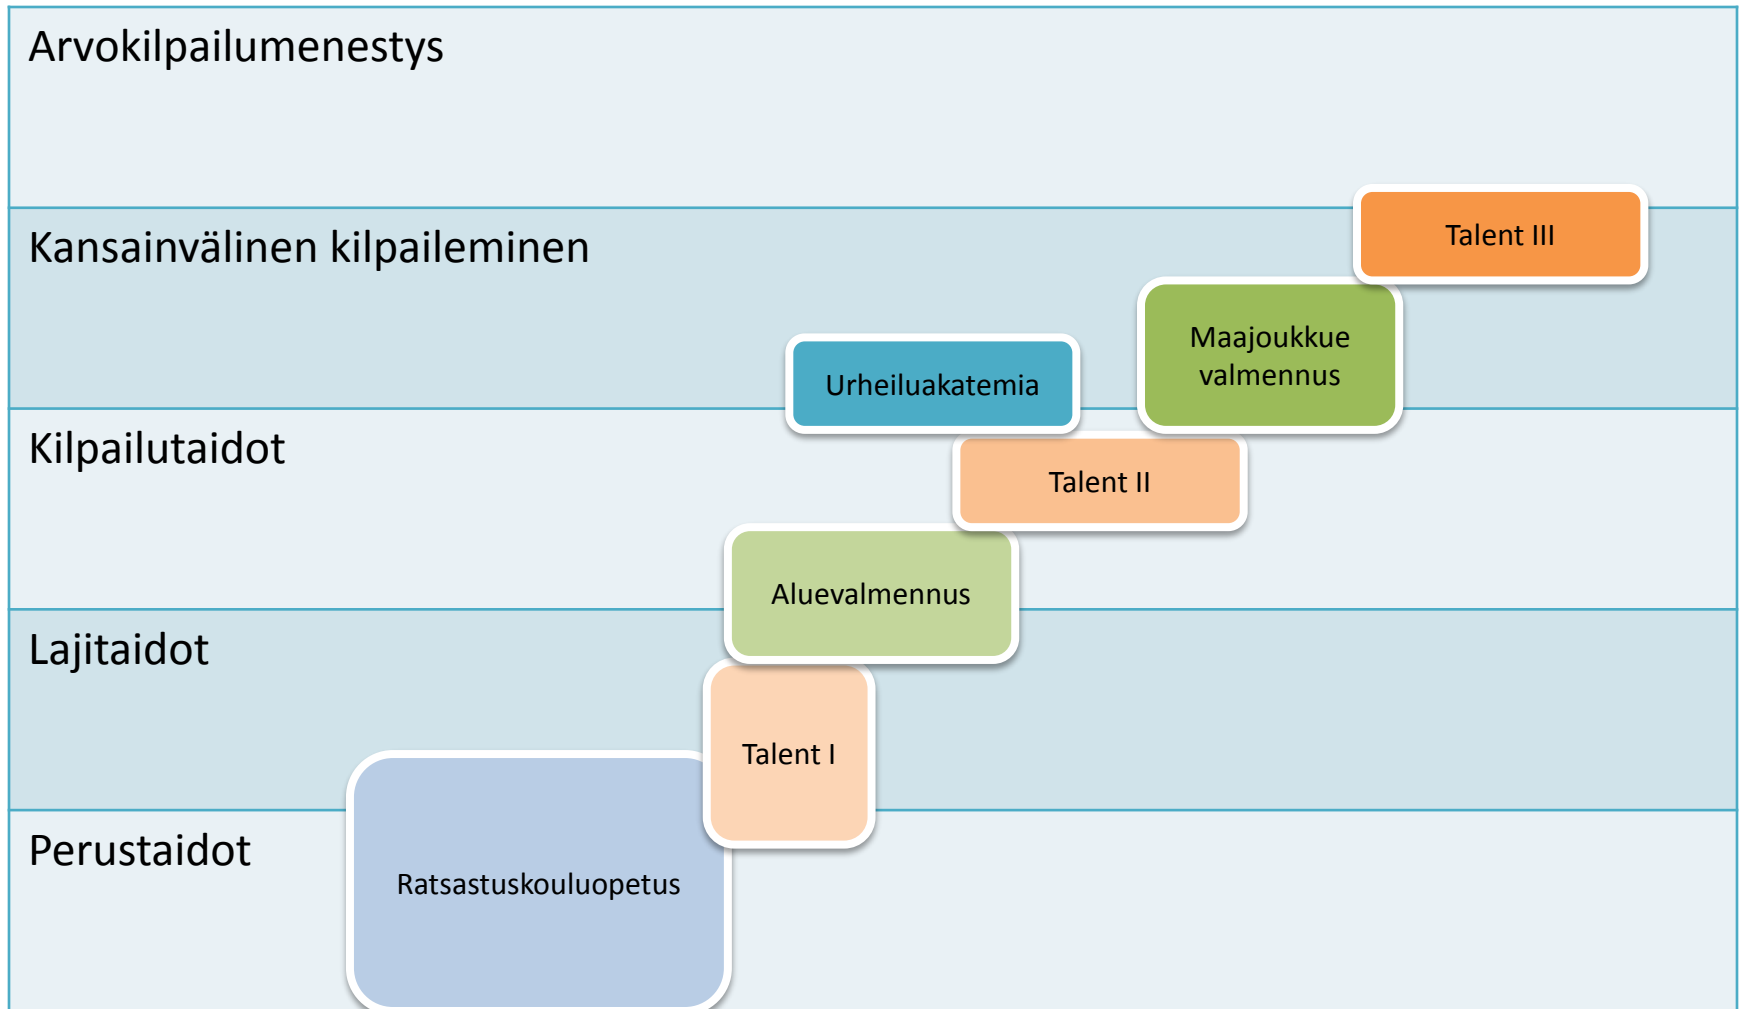 Arvokilpailumenestys
Kansainvälinen kilpaileminen
Talent III
Maajoukkue
valmennus
Urheiluakatemia
Kilpailutaidot
Talent II
Aluevalmennus
Lajitaidot
Talent I
Perustaidot
Ratsastuskouluopetus